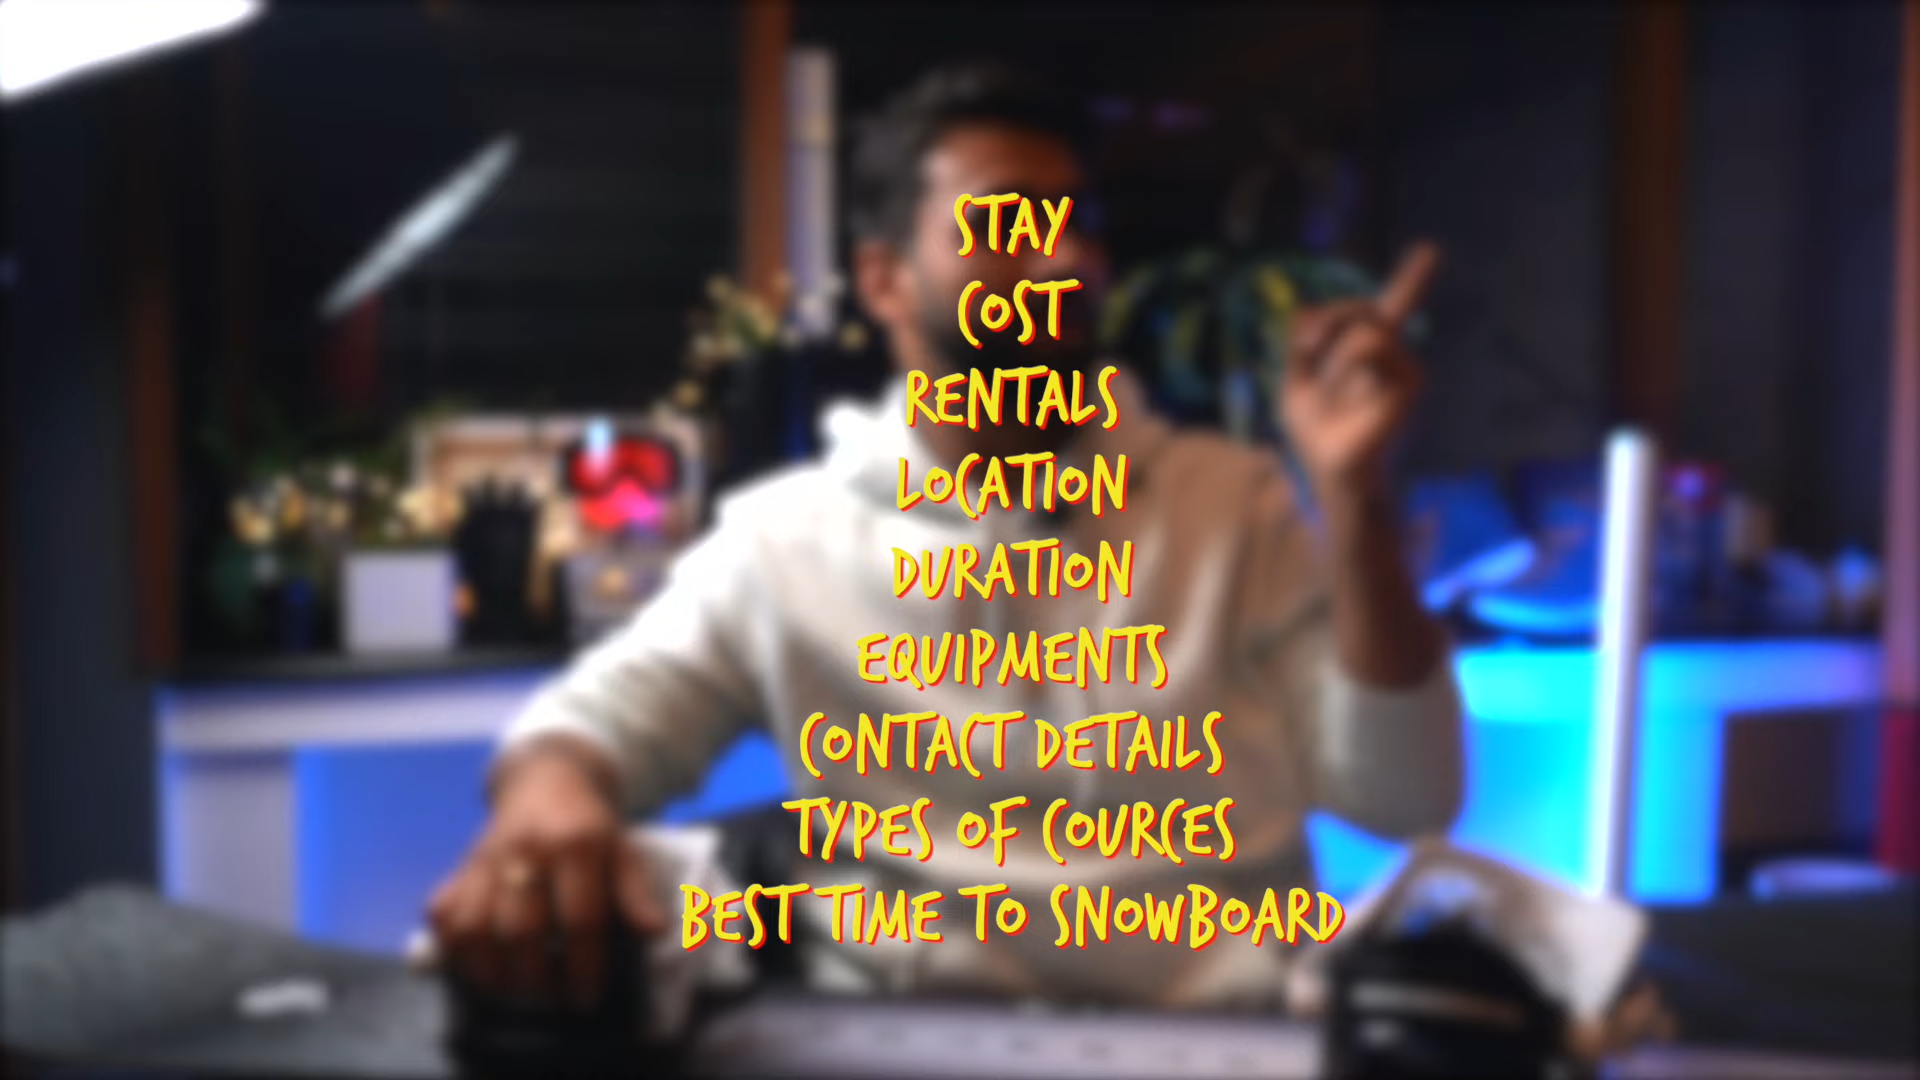 STAY
COST
RENTALS
LOCATION
DURATION
EQUIPMENTS
CONTACT DETAILS
TYPES OF COURCES
BEST TIME TO SNOWBOARD